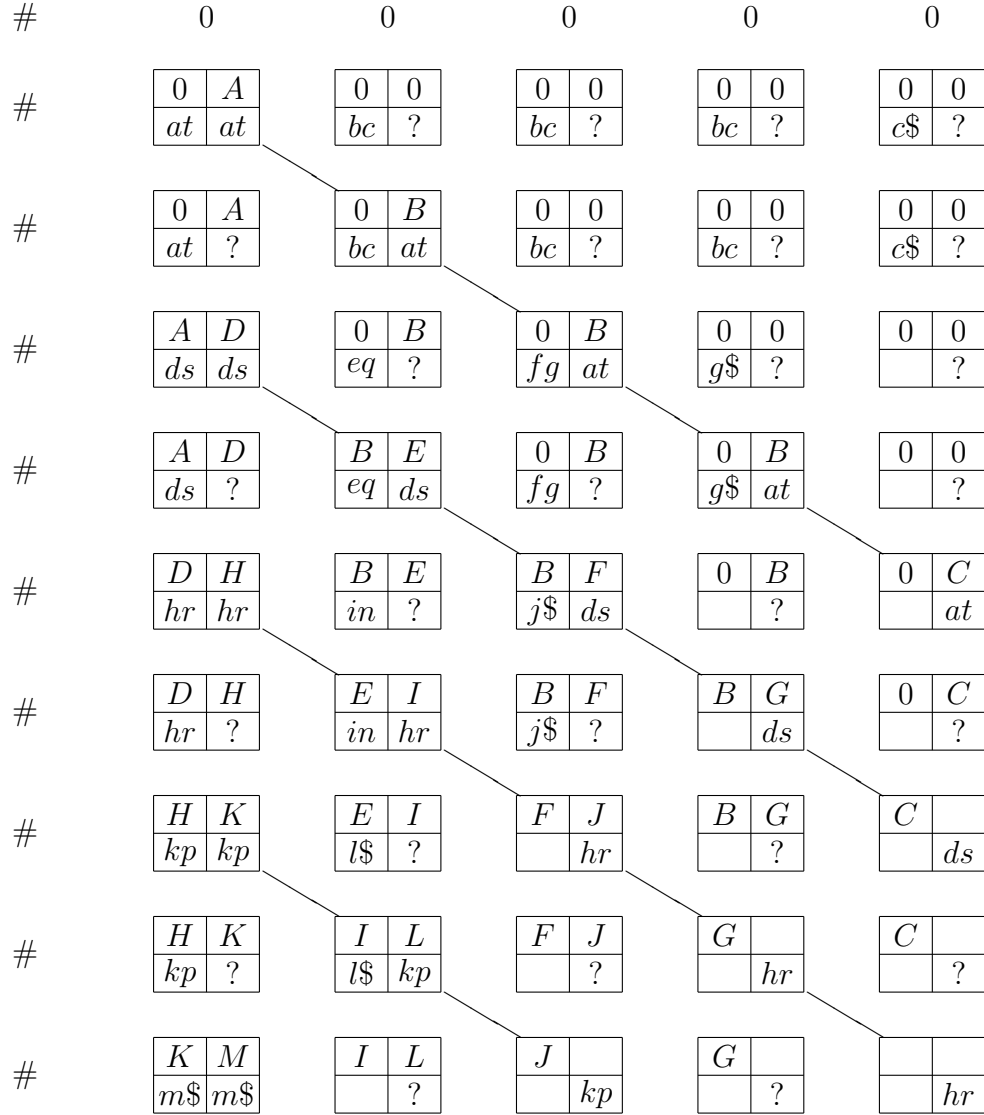 # 0 0 0 0 0
0 A 0 0 0 0 0 0 0 0
#
at at bc ? bc ? bc ? c$ ?
0 A 0 B 0 0 0 0 0 0
#
at ? bc at bc ? bc ? c$ ?
A D 0 B 0 B 0 0 0 0
#
ds ds eq ? fg at g$ ? ?
A D B E 0 B 0 B 0 0
#
ds ? eq ds fg ? g$ at ?
D H B E B F 0 B 0 C
#
hr hr in ? j$ ds ? at
D H E I B F B G 0 C
#
hr ? in hr j$ ? ds ?
H K E I F J B G C
#
kp kp l$ ? hr ? ds
H K I L F J G C
#
kp ? l$ kp ? hr ?
K M I L J G
#
m$ m$ ? kp ? hr